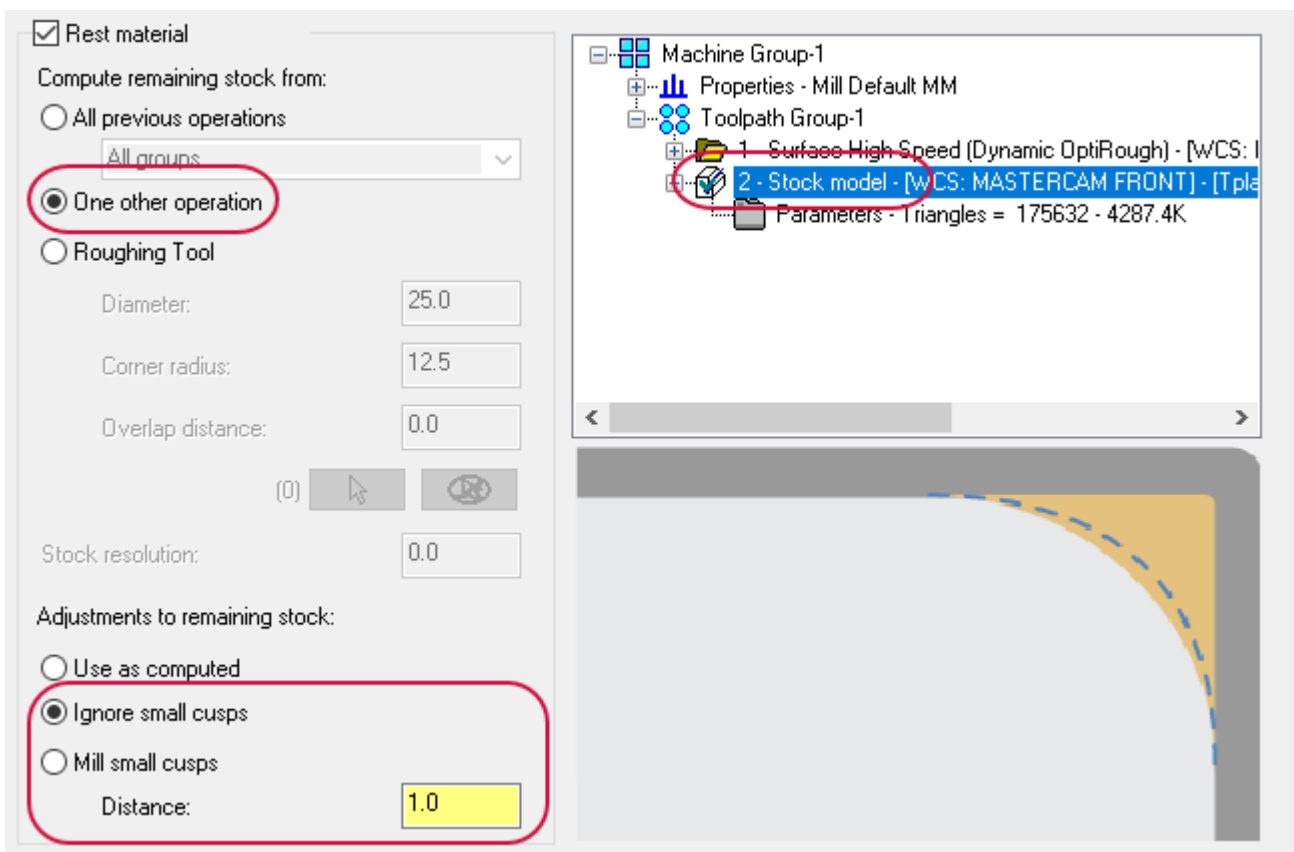 Rest material
Compute remaining stock from:
All previous operations
All groups
One other operation
Roughing Tool
Diameter: 25.0
Corner radius: 12.5
Overlap distance: 0.0
(0)
Stock resolution: 0.0
Adjustments to remaining stock:
Use as computed
Ignore small cusps
Mill small cusps
Distance: 1.0
Machine Group-1
Properties - Mill Default MM
Toolpath Group-1
1 - Surface High Speed (Dynamic OptiRough) - [WCS:
2 - Stock model - [WCS: MASTERCAM FRONT] - [Tpla
Parameters - Triangles = 175632 - 4287.4K